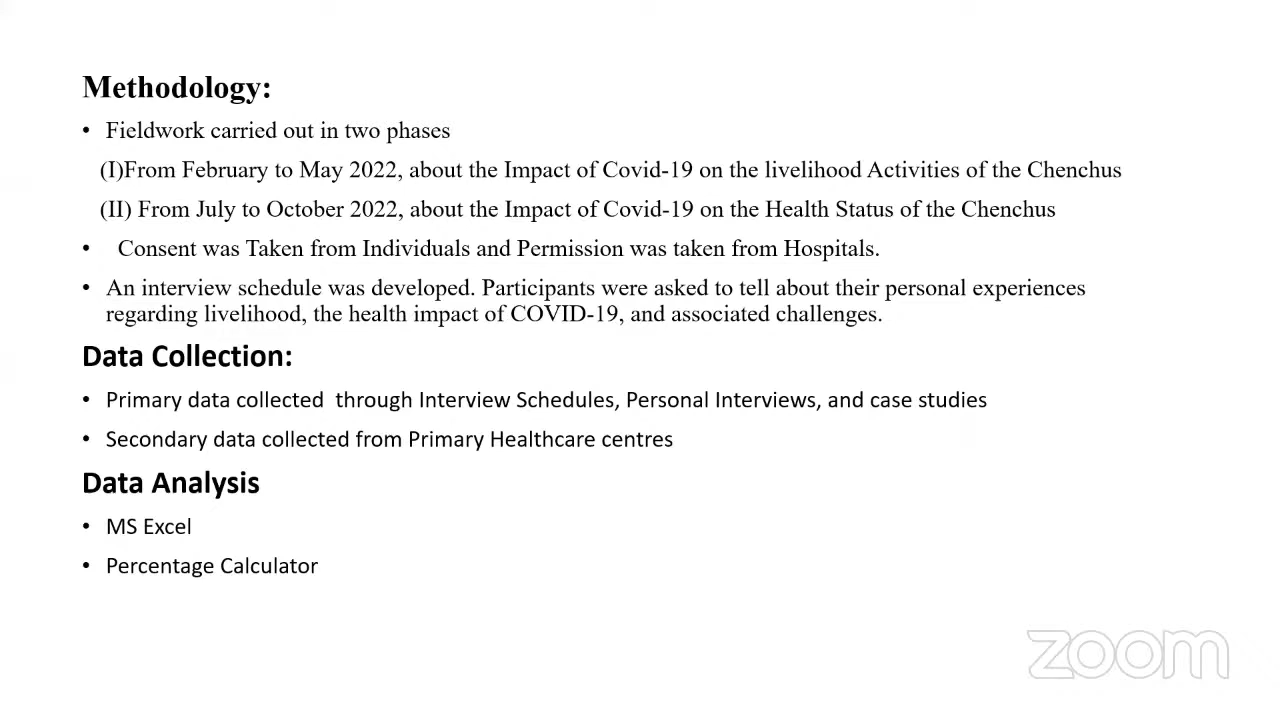 Methodology:
• Fieldwork carried out in two phases
(I)From February to May 2022, about the Impact of Covid-19 on the livelihood Activities of the Chenchus
(II) From July to October 2022, about the Impact of Covid-19 on the Health Status of the Chenchus
• Consent was Taken from Individuals and Permission was taken from Hospitals.
• An interview schedule was developed. Participants were asked to tell about their personal experiences
regarding livelihood, the health impact of COVID-19, and associated challenges.
Data Collection:
• Primary data collected through Interview Schedules, Personal Interviews, and case studies
• Secondary data collected from Primary Healthcare centres
Data Analysis
• MS Excel
• Percentage Calculator
zoom